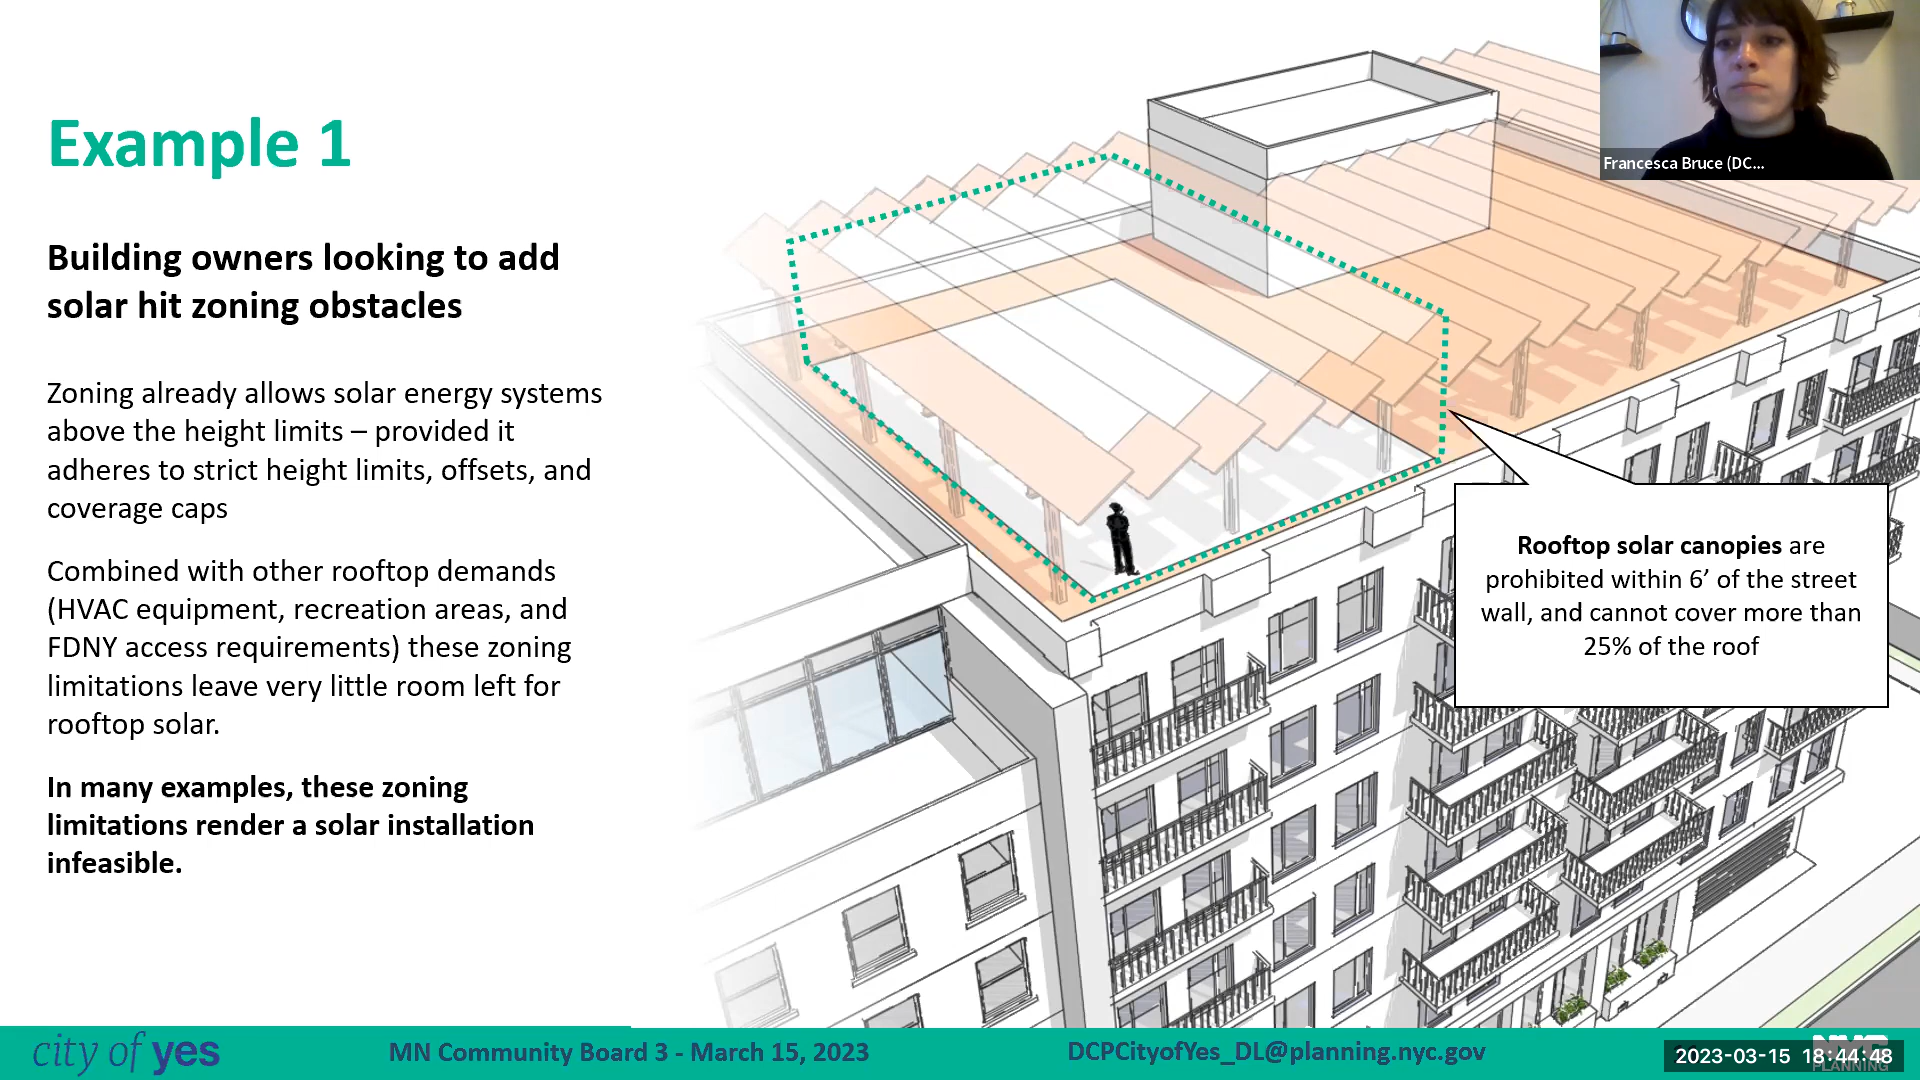 Example 1
Building owners looking to add
solar hit zoning obstacles
Zoning already allows solar energy systems
above the height limits – provided it
adheres to strict height limits, offsets, and
coverage caps
Combined with other rooftop demands
(HVAC equipment, recreation areas, and
FDNY access requirements) these zoning
limitations leave very little room left for
rooftop solar.
In many examples, these zoning
limitations render a solar installation
infeasible.
Francesca Bruce (DC...
Rooftop solar canopies are
prohibited within 6’ of the street
wall, and cannot cover more than
25% of the roof
city of yes
MN Community Board 3 - March 15, 2023
DCPCityofYes_DL@planning.nyc.gov
NYC
PLANNING
2023-03-15 18:44:48